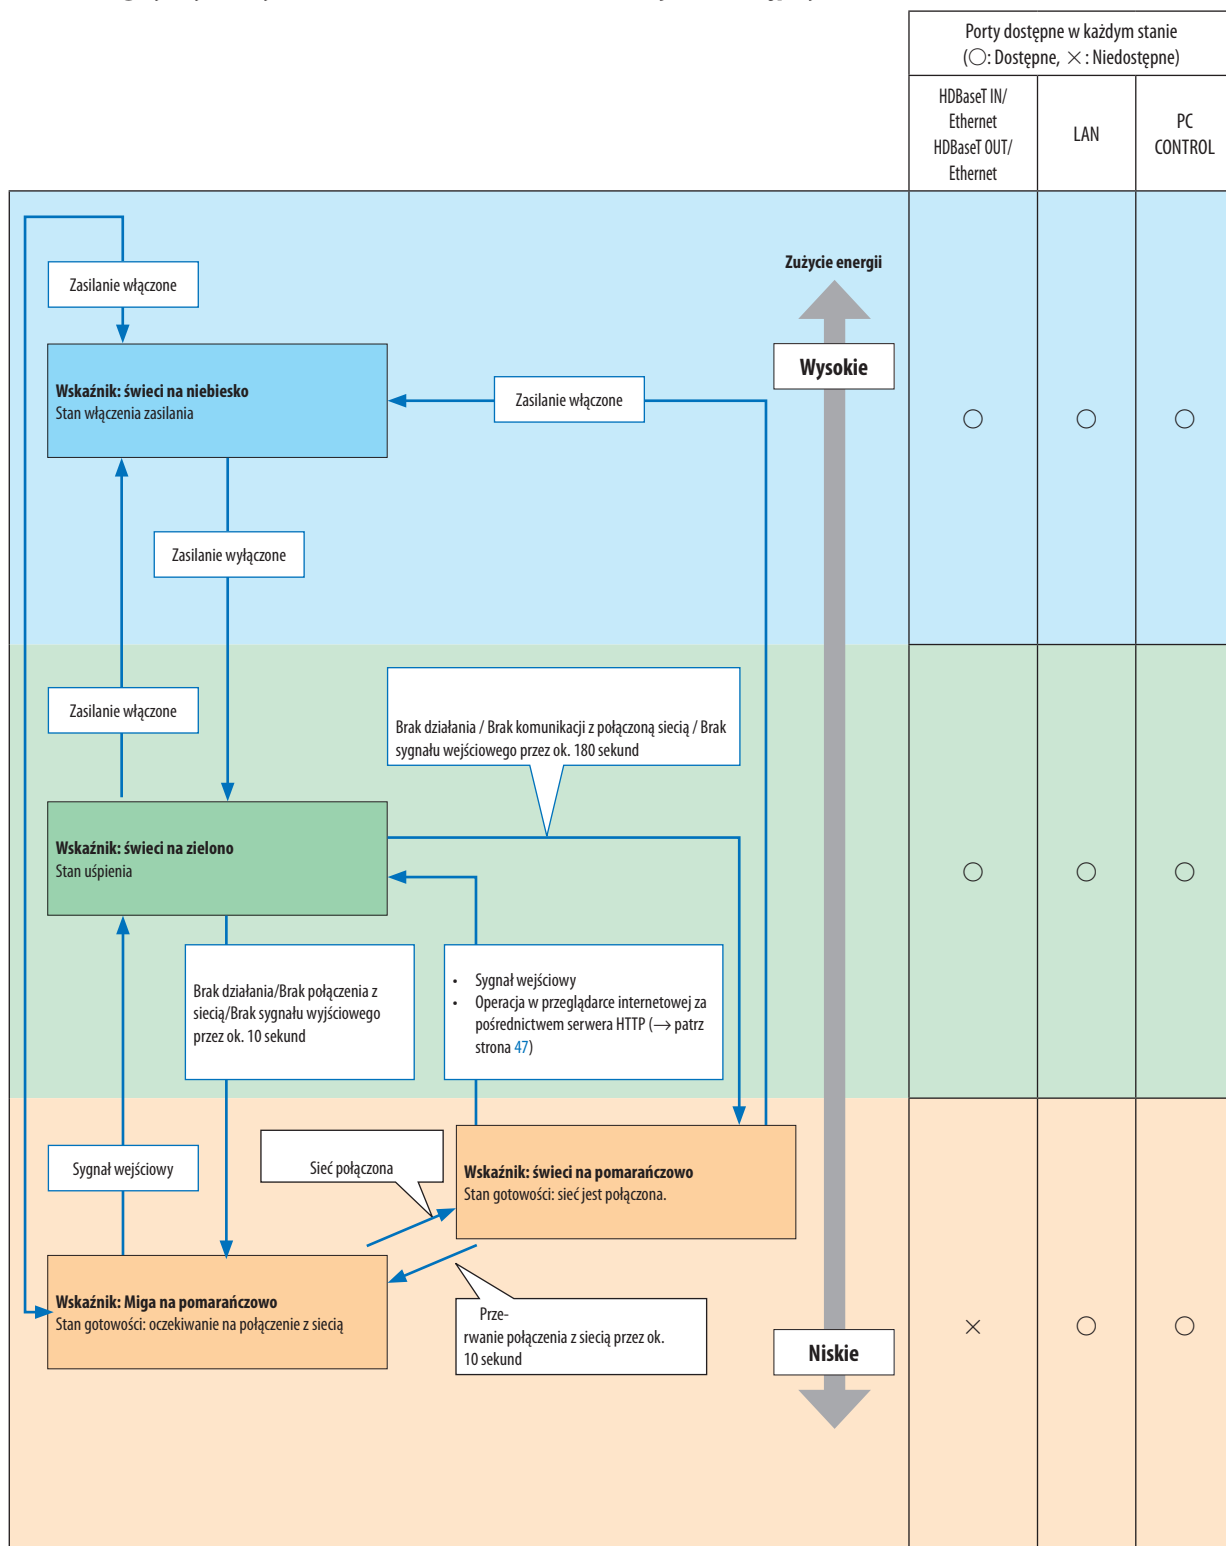 Porty dostępne w każdym stanie
(○: Dostępne, ×: Niedostępne)
HDBaseT IN/
Ethernet
HDBaseT OUT/
Ethernet
LAN
PC
CONTROL
Zasilanie włączone
Zużycie energii
Wysokie
Wskaźnik: świeci na niebiesko
Stan włączenia zasilania
Zasilanie włączone
○
○
○
Zasilanie wyłączone
Zasilanie włączone
Brak działania / Brak komunikacji z połączoną siecią / Brak
sygnału wejściowego przez ok. 180 sekund
Wskaźnik: świeci na zielono
Stan uśpienia
○
○
○
Brak działania/Brak połączenia z
siecią/Brak sygnału wyjściowego
przez ok. 10 sekund
• Sygnał wejściowy
• Operacja w przeglądarce internetowej za
pośrednictwem serwera HTTP (→ patrz
strona 47)
Sygnał wejściowy
Sieć połączona
Wskaźnik: świeci na pomarańczowo
Stan gotowości: sieć jest połączona.
Wskaźnik: Miga na pomarańczowo
Stan gotowości: oczekiwanie na połączenie z siecią
Prze-
rwanie połączenia z siecią przez ok.
10 sekund
Niskie
×
○
○